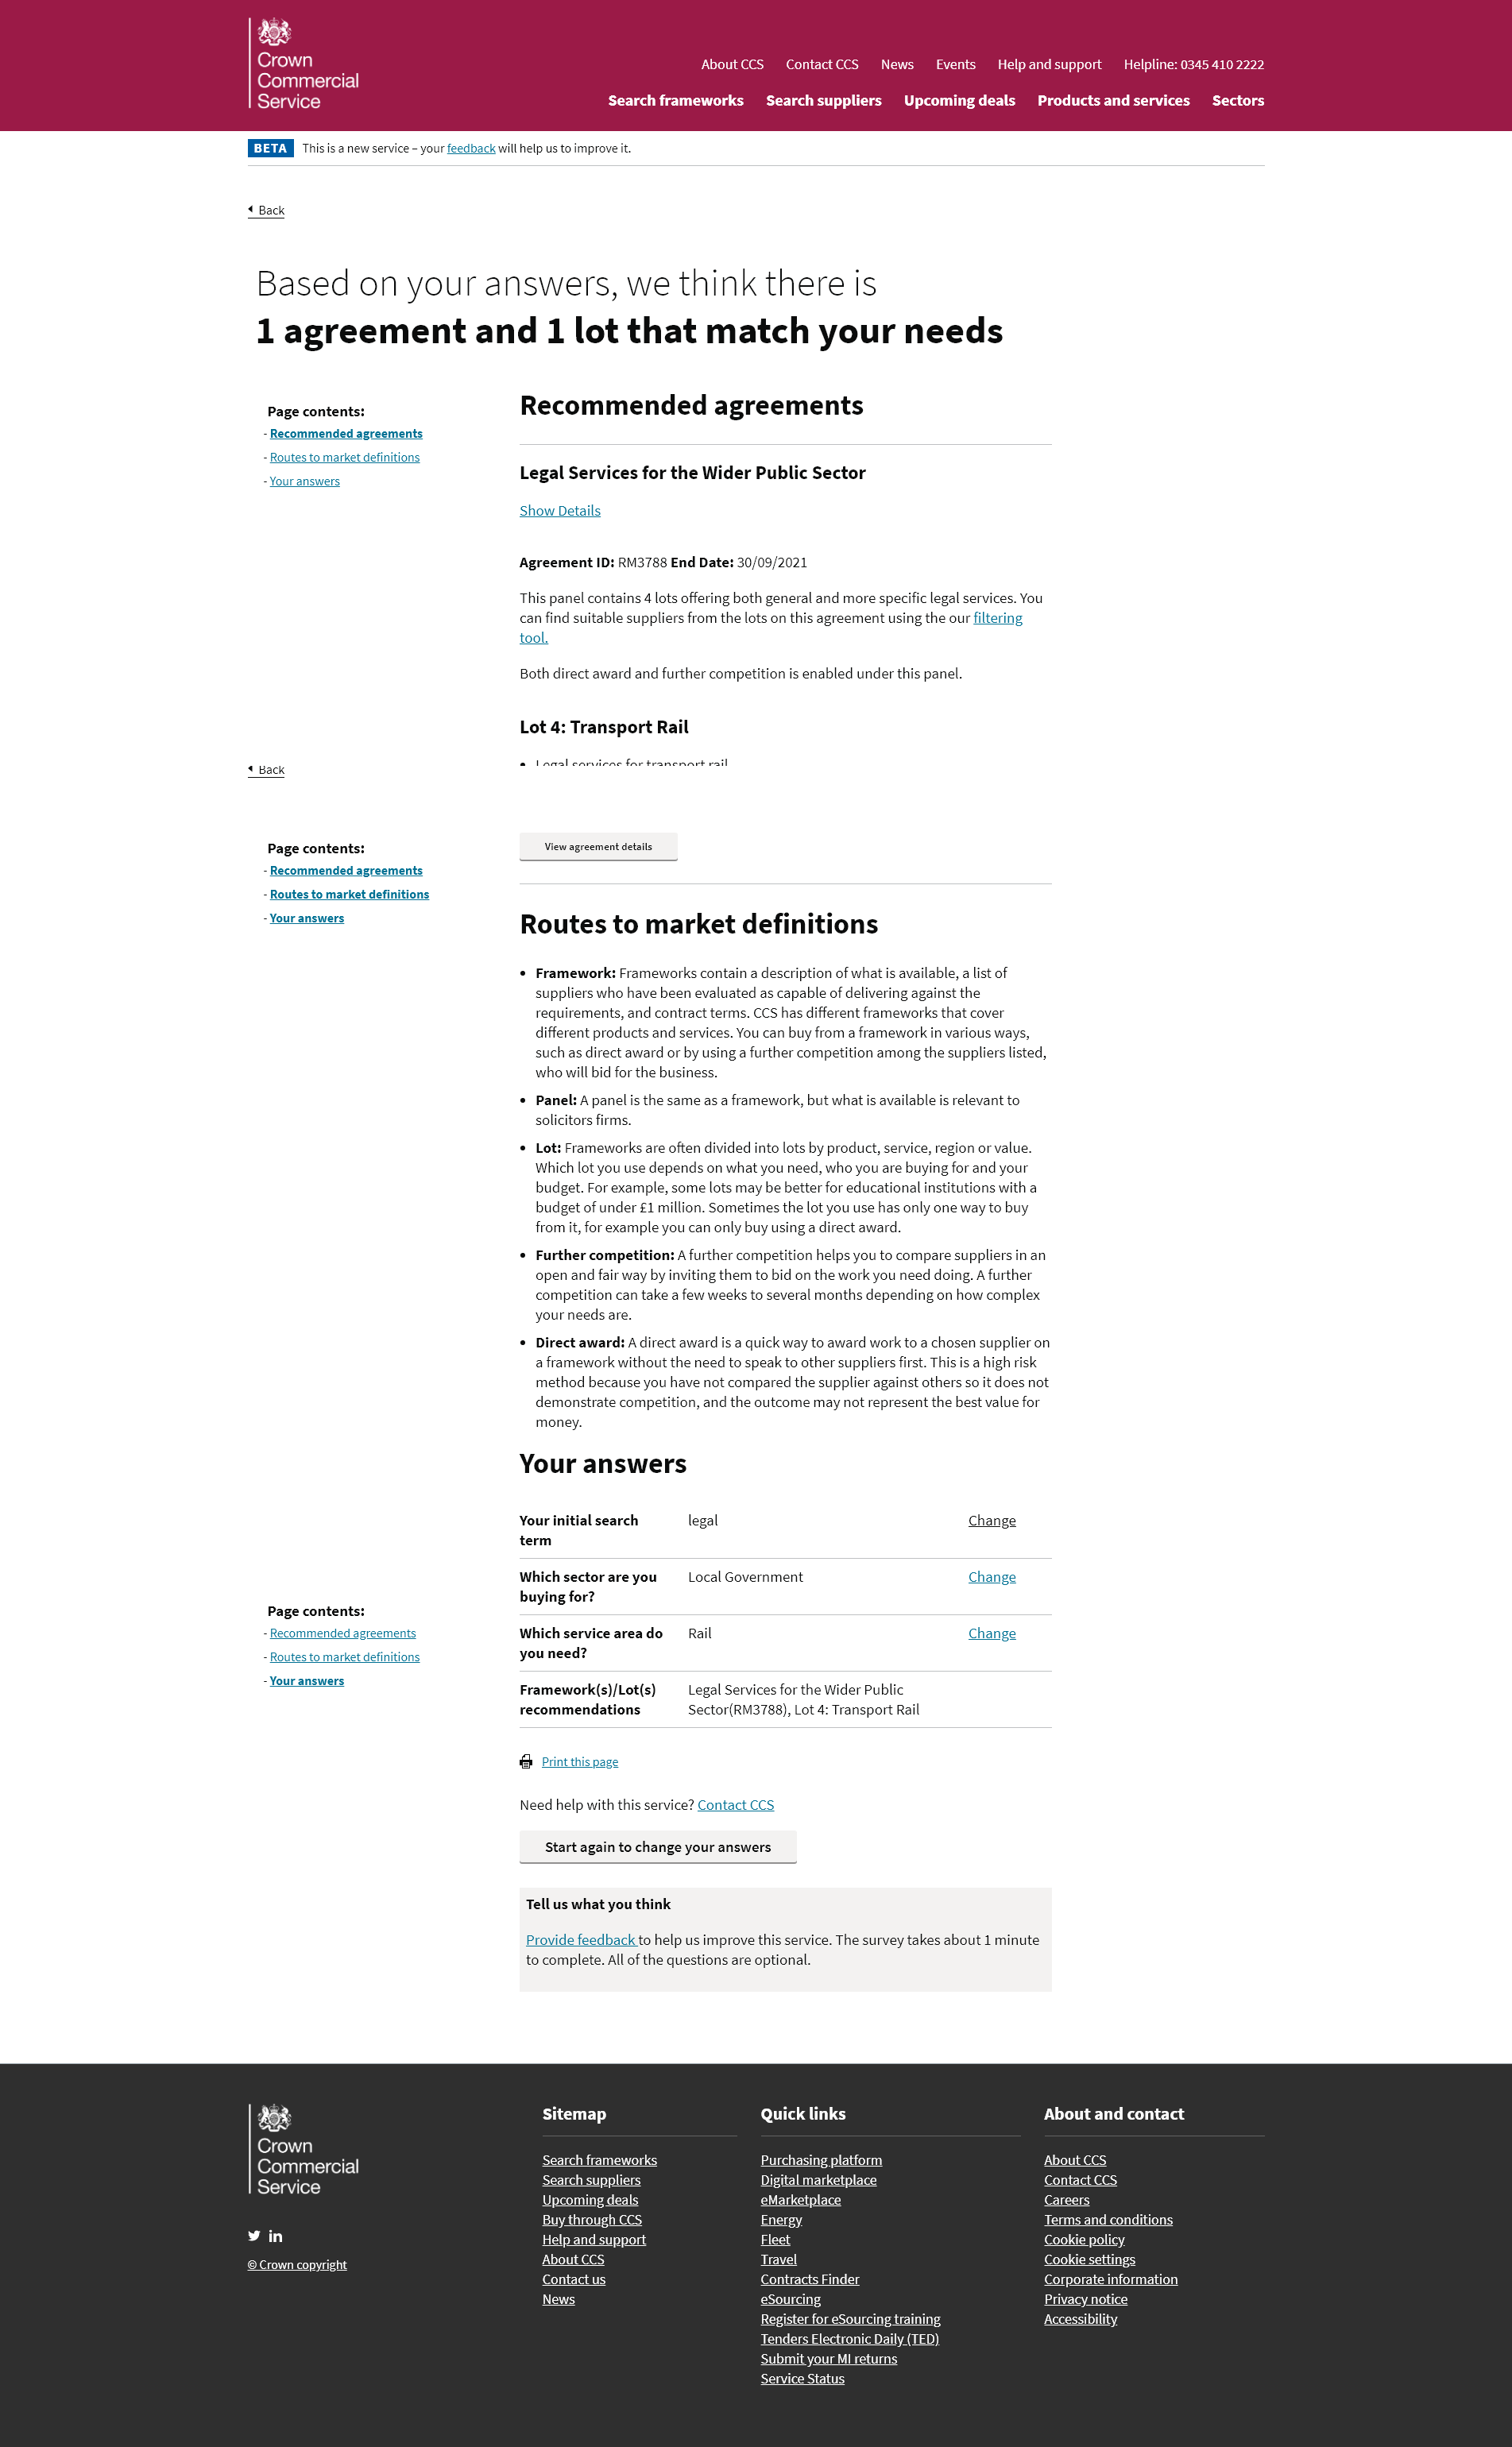 Crown
Commercial
Service
About CCS Contact CCS News Events Help and support Helpline: 0345 410 2222
Search frameworks Search suppliers Upcoming deals Products and services Sectors
BETA This is a new service – your feedback will help us to improve it.
Back
Based on your answers, we think there is
1 agreement and 1 lot that match your needs
Page contents:
- Recommended agreements
- Routes to market definitions
- Your answers
Recommended agreements
Legal Services for the Wider Public Sector
Show Details
Agreement ID: RM3788 End Date: 30/09/2021
This panel contains 4 lots offering both general and more specific legal services. You
can find suitable suppliers from the lots on this agreement using the our filtering
tool.
Both direct award and further competition is enabled under this panel.
Lot 4: Transport Rail
• Legal services for transport rail
Back
Page contents:
- Recommended agreements
- Routes to market definitions
- Your answers
View agreement details
Routes to market definitions
• Framework: Frameworks contain a description of what is available, a list of
suppliers who have been evaluated as capable of delivering against the
requirements, and contract terms. CCS has different frameworks that cover
different products and services. You can buy from a framework in various ways,
such as direct award or by using a further competition among the suppliers listed,
who will bid for the business.
• Panel: A panel is the same as a framework, but what is available is relevant to
solicitors firms.
• Lot: Frameworks are often divided into lots by product, service, region or value.
Which lot you use depends on what you need, who you are buying for and your
budget. For example, some lots may be better for educational institutions with a
budget of under £1 million. Sometimes the lot you use has only one way to buy
from it, for example you can only buy using a direct award.
• Further competition: A further competition helps you to compare suppliers in an
open and fair way by inviting them to bid on the work you need doing. A further
competition can take a few weeks to several months depending on how complex
your needs are.
• Direct award: A direct award is a quick way to award work to a chosen supplier on
a framework without the need to speak to other suppliers first. This is a high risk
method because you have not compared the supplier against others so it does not
demonstrate competition, and the outcome may not represent the best value for
money.
Your answers
Your initial search legal Change
term
Which sector are you Local Government Change
buying for?
Which service area do Rail Change
you need?
Framework(s)/Lot(s) Legal Services for the Wider Public
recommendations Sector(RM3788), Lot 4: Transport Rail
Page contents:
- Recommended agreements
- Routes to market definitions
- Your answers
Print this page
Need help with this service? Contact CCS
Start again to change your answers
Tell us what you think
Provide feedback to help us improve this service. The survey takes about 1 minute
to complete. All of the questions are optional.
Crown
Commercial
Service
© Crown copyright
Sitemap
Search frameworks
Search suppliers
Upcoming deals
Buy through CCS
Help and support
About CCS
Contact us
News
Quick links
Purchasing platform
Digital marketplace
eMarketplace
Energy
Fleet
Travel
Contracts Finder
eSourcing
Register for eSourcing training
Tenders Electronic Daily (TED)
Submit your MI returns
Service Status
About and contact
About CCS
Contact CCS
Careers
Terms and conditions
Cookie policy
Cookie settings
Corporate information
Privacy notice
Accessibility